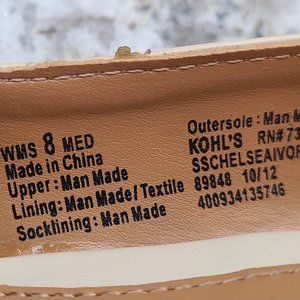 WMS 8 MED
Made in China
Upper: Man Made
Lining: Man Made / Textile
Socklining: Man Made
Outersole: Man M
KOHL'S RN# 73
SSCHELSEAIVOR
89848 10/12
400934135746